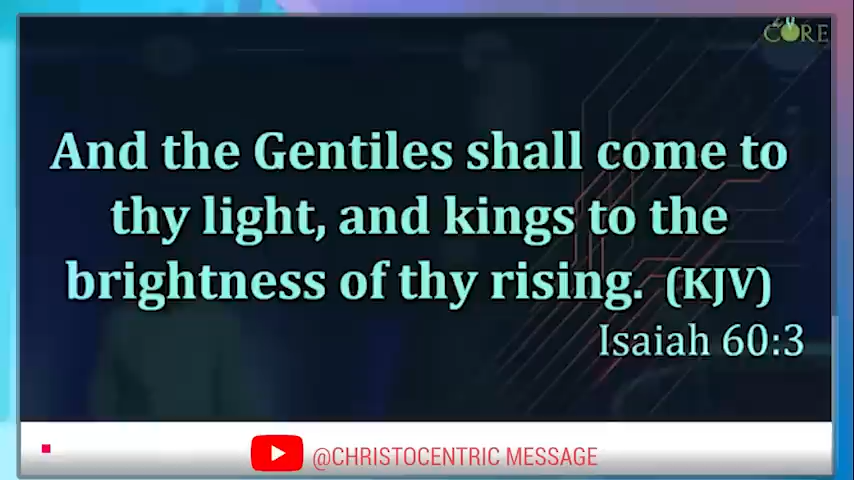 CORE
And the Gentiles shall come to
thy light, and kings to the
brightness of thy rising. (KJV)
Isaiah 60:3
@CHRISTOCENTRIC MESSAGE